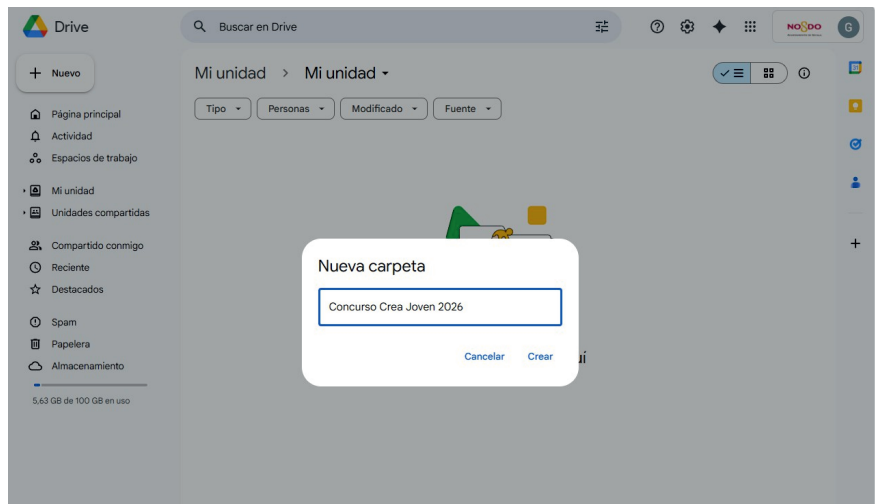 Drive
Buscar en Drive
NO8DO
G
Nuevo
Mi unidad > Mi unidad
Tipo
Personas
Modificado
Fuente
Página principal
Actividad
Espacios de trabajo
Mi unidad
Unidades compartidas
Compartido conmigo
Reciente
Destacados
Spam
Papelera
Almacenamiento
5,63 GB de 100 GB en uso
Nueva carpeta
Concurso Crea Joven 2026
Cancelar
Crear
uí